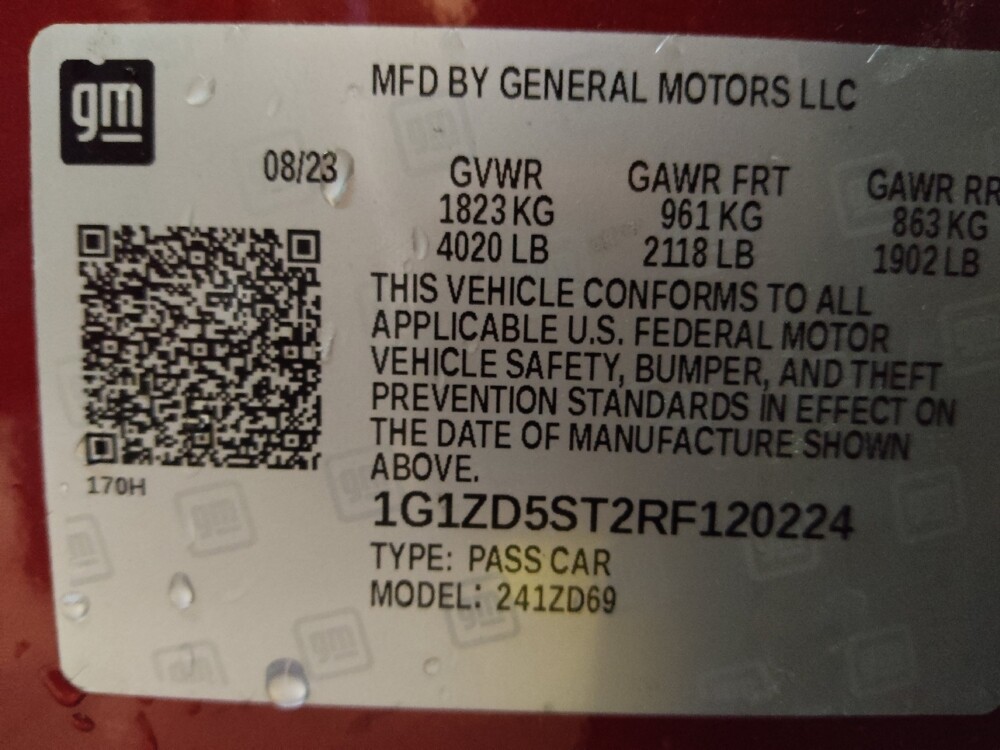 gm
MFD BY GENERAL MOTORS LLC
08/23 GVWR GAWR FRT GAWR RR
1823 KG 961 KG 863 KG
4020 LB 2118 LB 1902 LB
THIS VEHICLE CONFORMS TO ALL
APPLICABLE U.S. FEDERAL MOTOR
VEHICLE SAFETY, BUMPER, AND THEFT
PREVENTION STANDARDS IN EFFECT ON
THE DATE OF MANUFACTURE SHOWN
ABOVE.
170H
1G1ZD5ST2RF120224
TYPE: PASS CAR
MODEL: 241ZD69